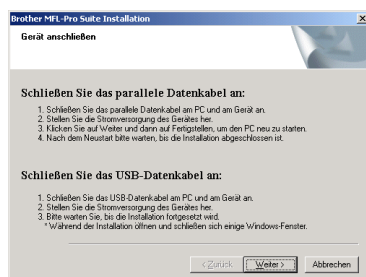 Brother MFL-Pro Suite Installation
Gerät anschließen
Schließen Sie das parallele Datenkabel an:
1. Schließen Sie das parallele Datenkabel am PC und am Gerät an.
2. Stellen Sie die Stromversorgung des Gerätes her.
3. Klicken Sie auf Weiter und dann auf Fertigstellen, um den PC neu zu starten.
4. Nach dem Neustart bitte warten, bis die Installation abgeschlossen ist.
Schließen Sie das USB-Datenkabel an:
1. Schließen Sie das USB-Datenkabel am PC und am Gerät an.
2. Stellen Sie die Stromversorgung des Gerätes her.
3. Bitte warten Sie, bis die Installation fortgesetzt wird.
* Während der Installation öffnen und schließen sich einige Windows-Fenster.
< Zurück Weiter > Abbrechen